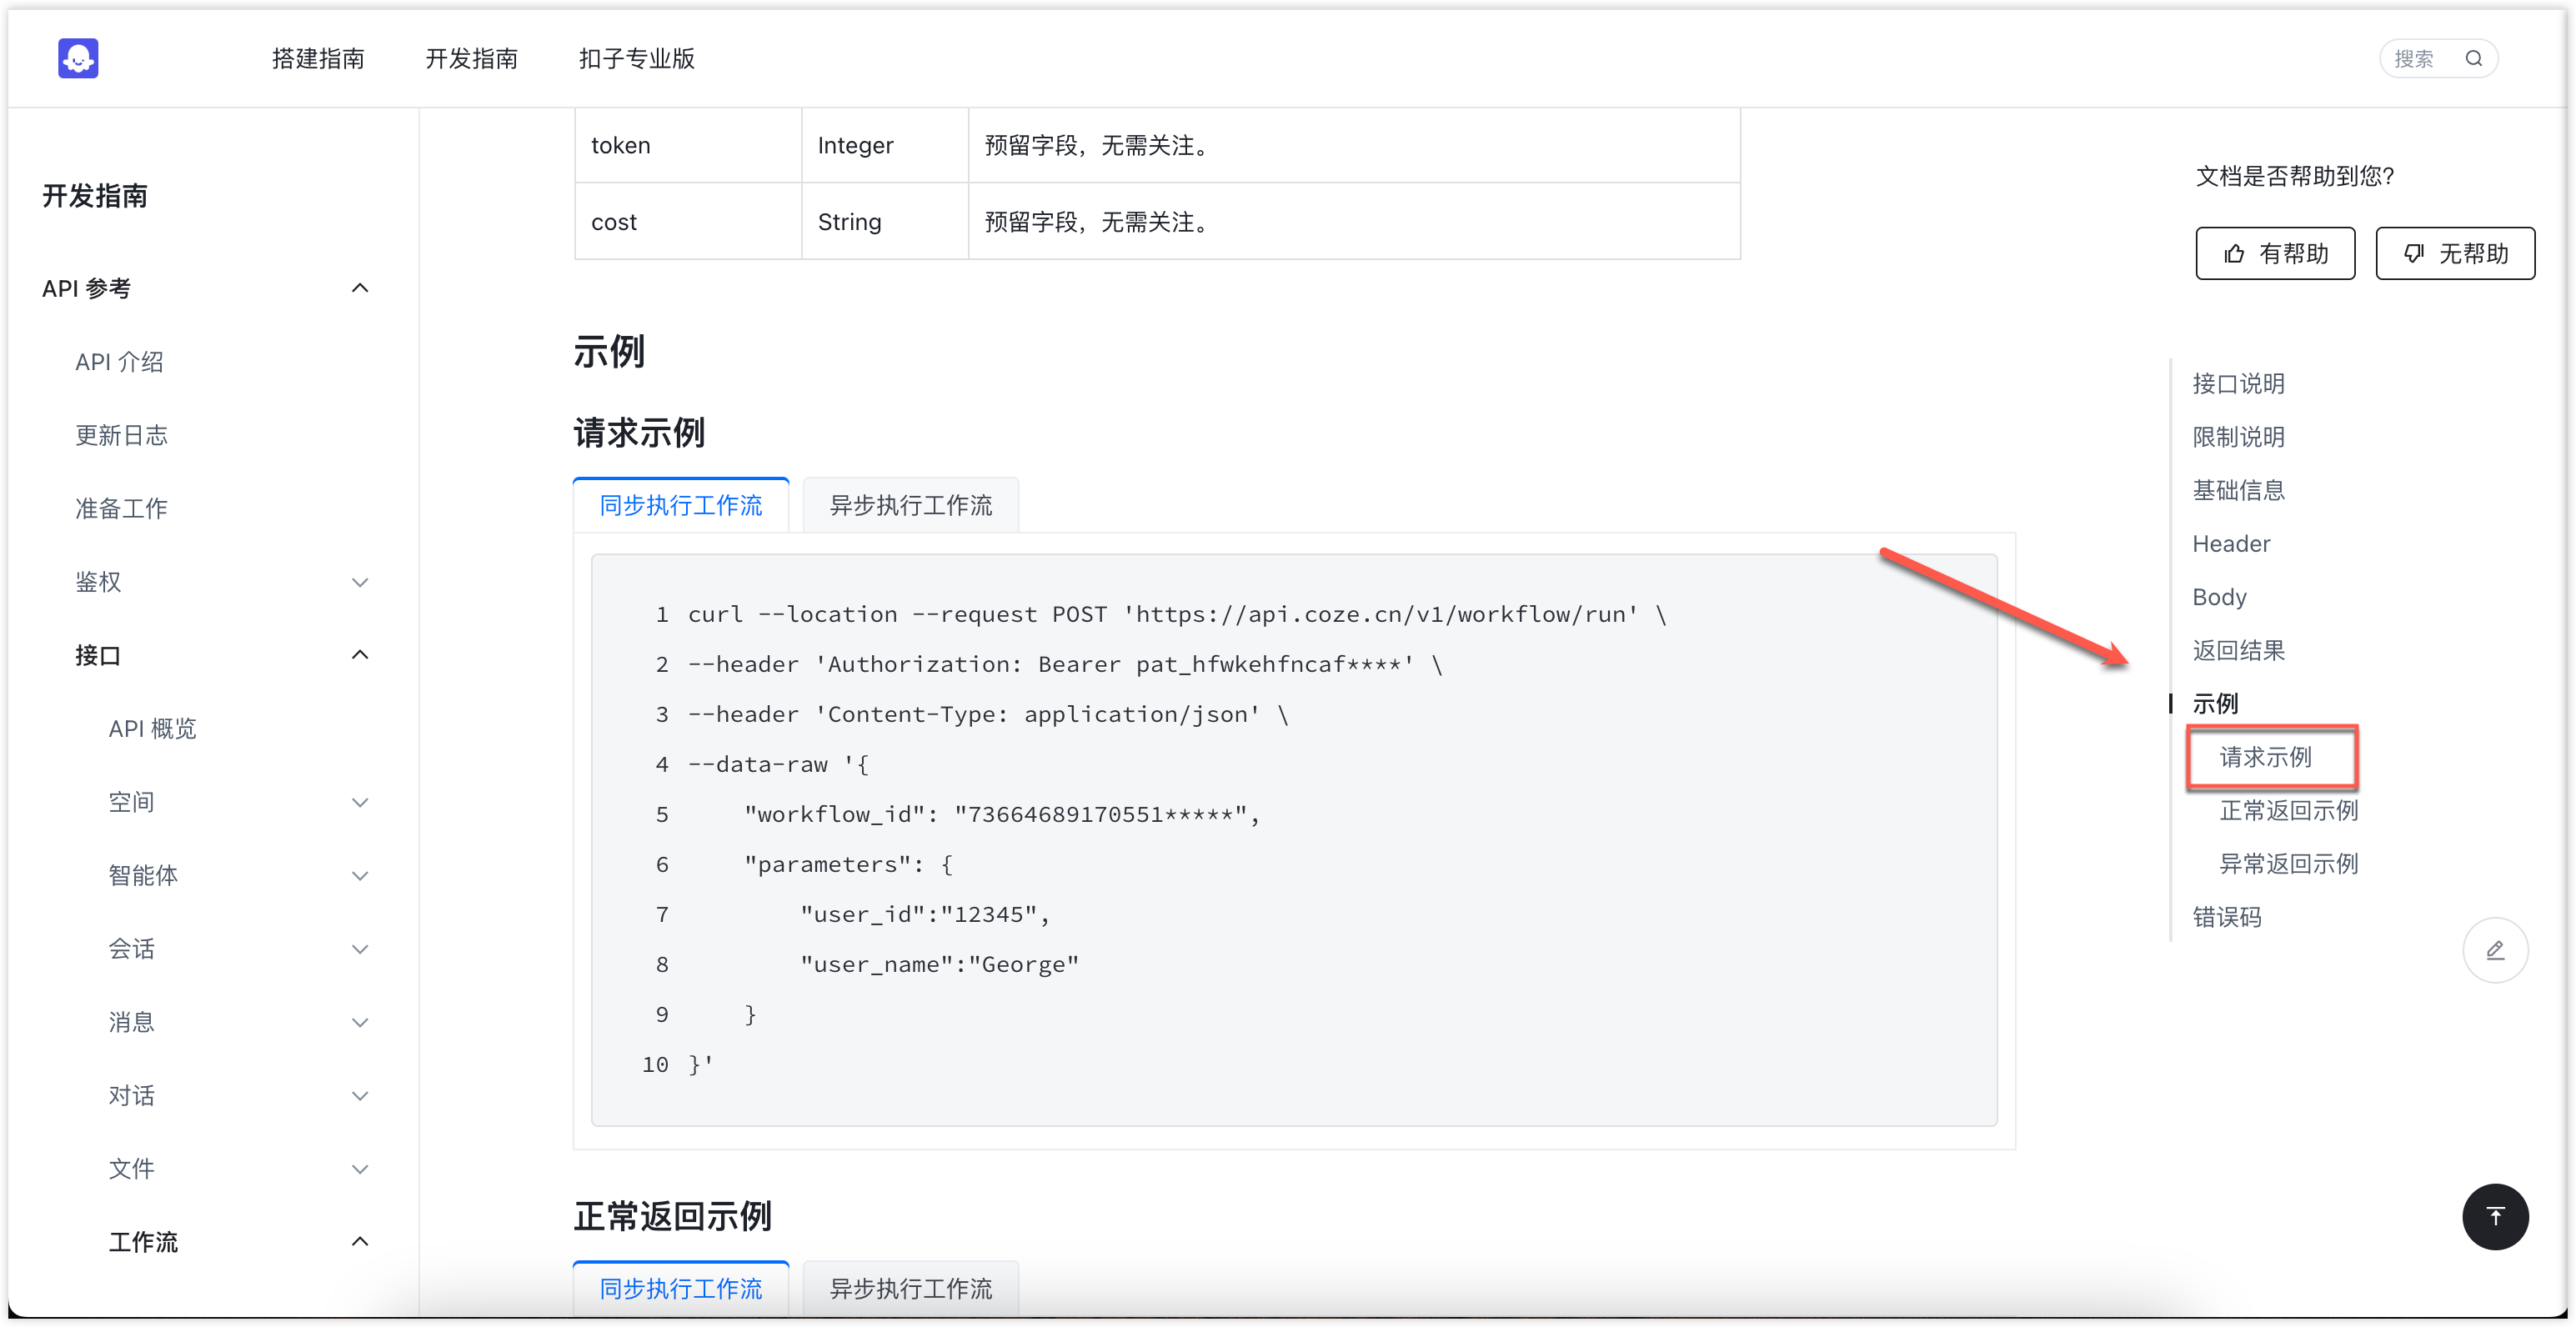 搭建指南 开发指南 扣子专业版 搜索
开发指南
API 参考
API 介绍
更新日志
准备工作
鉴权
接口
API 概览
空间
智能体
会话
消息
对话
文件
工作流
token Integer 预留字段，无需关注。
cost String 预留字段，无需关注。
示例
请求示例
同步执行工作流 异步执行工作流
1 curl --location --request POST 'https://api.coze.cn/v1/workflow/run' \
2 --header 'Authorization: Bearer pat_hfwkehfncaf****' \
3 --header 'Content-Type: application/json' \
4 --data-raw '{
5     "workflow_id": "73664689170551*****",
6     "parameters": {
7         "user_id":"12345",
8         "user_name":"George"
9     }
10 }'
正常返回示例
同步执行工作流 异步执行工作流
文档是否帮助到您?
有帮助 无帮助
接口说明
限制说明
基础信息
Header
Body
返回结果
示例
请求示例
正常返回示例
异常返回示例
错误码